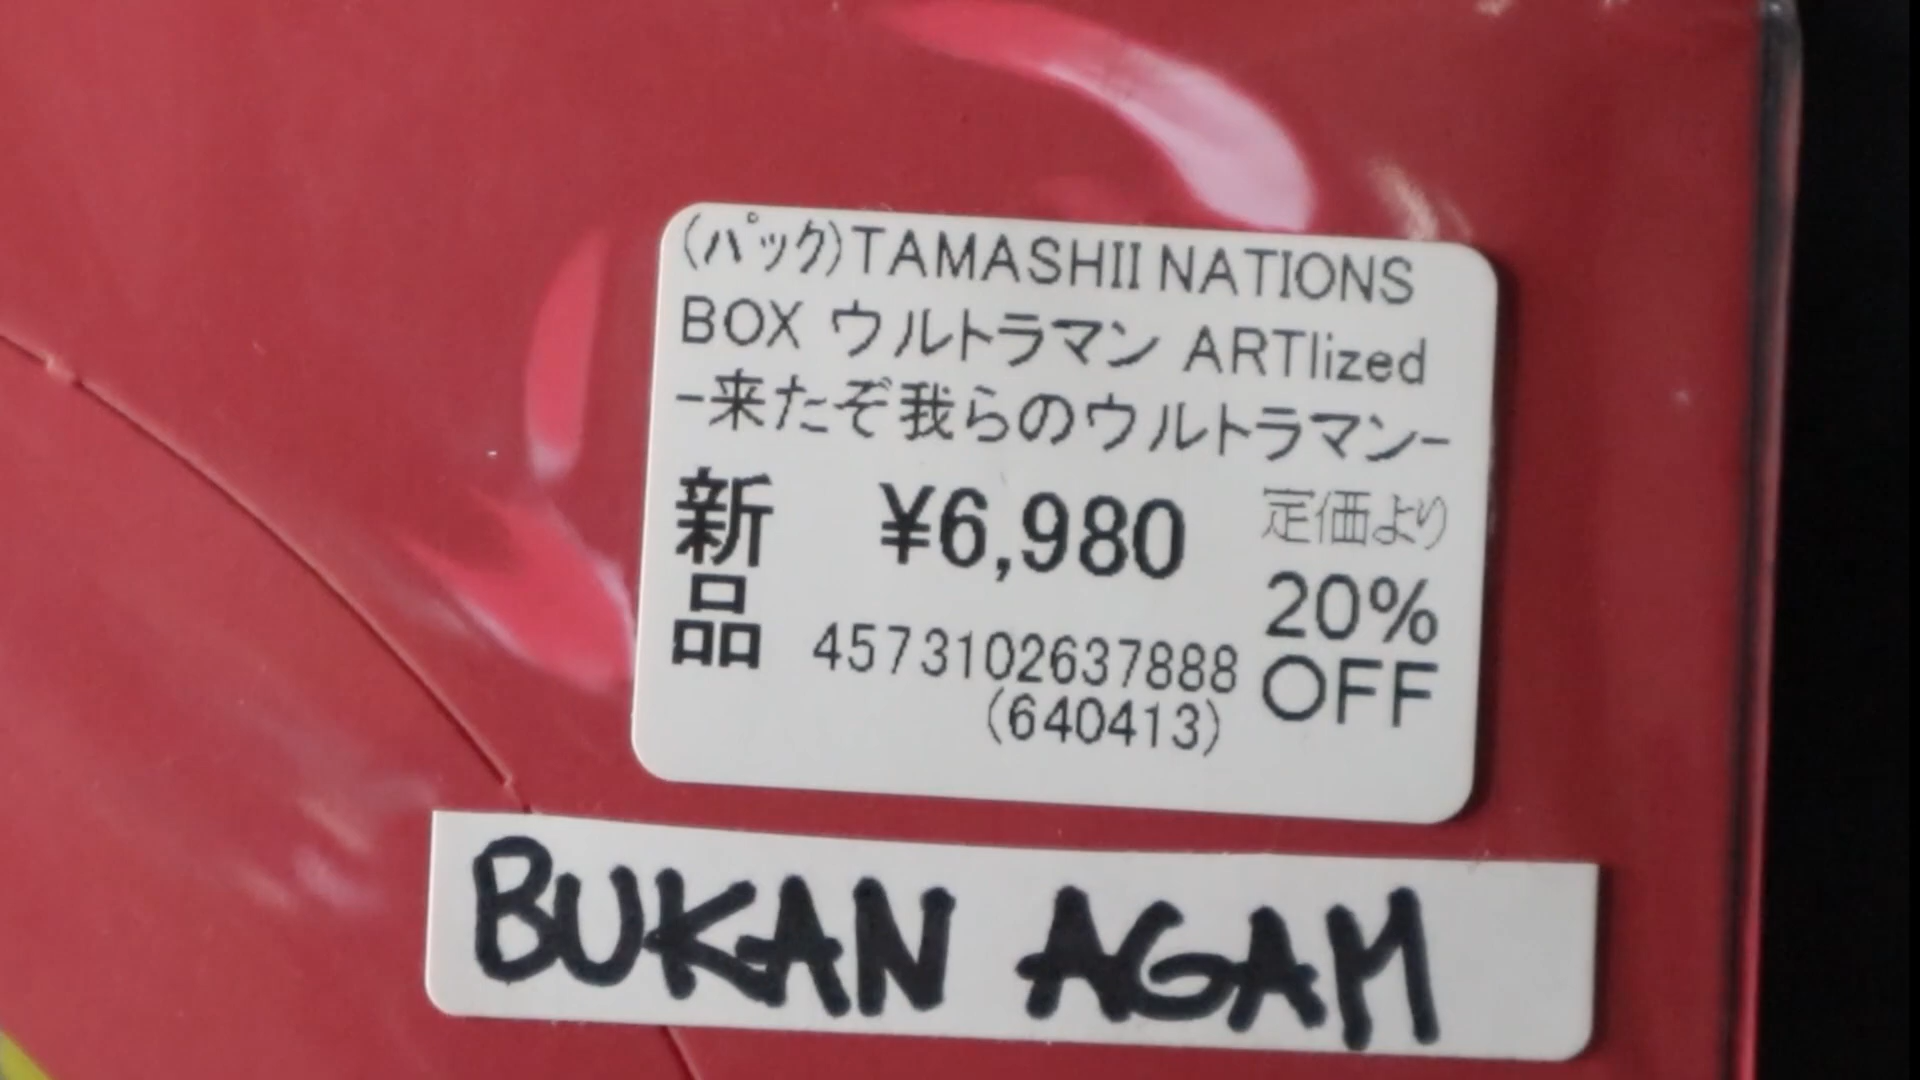 (パック)TAMASHII NATIONS
BOX ウルトラマン ARTlized
-来たぞ我らのウルトラマン-
新品
¥6,980
定価より
20%
OFF
4573102637888
(640413)
BUKAN AGAM